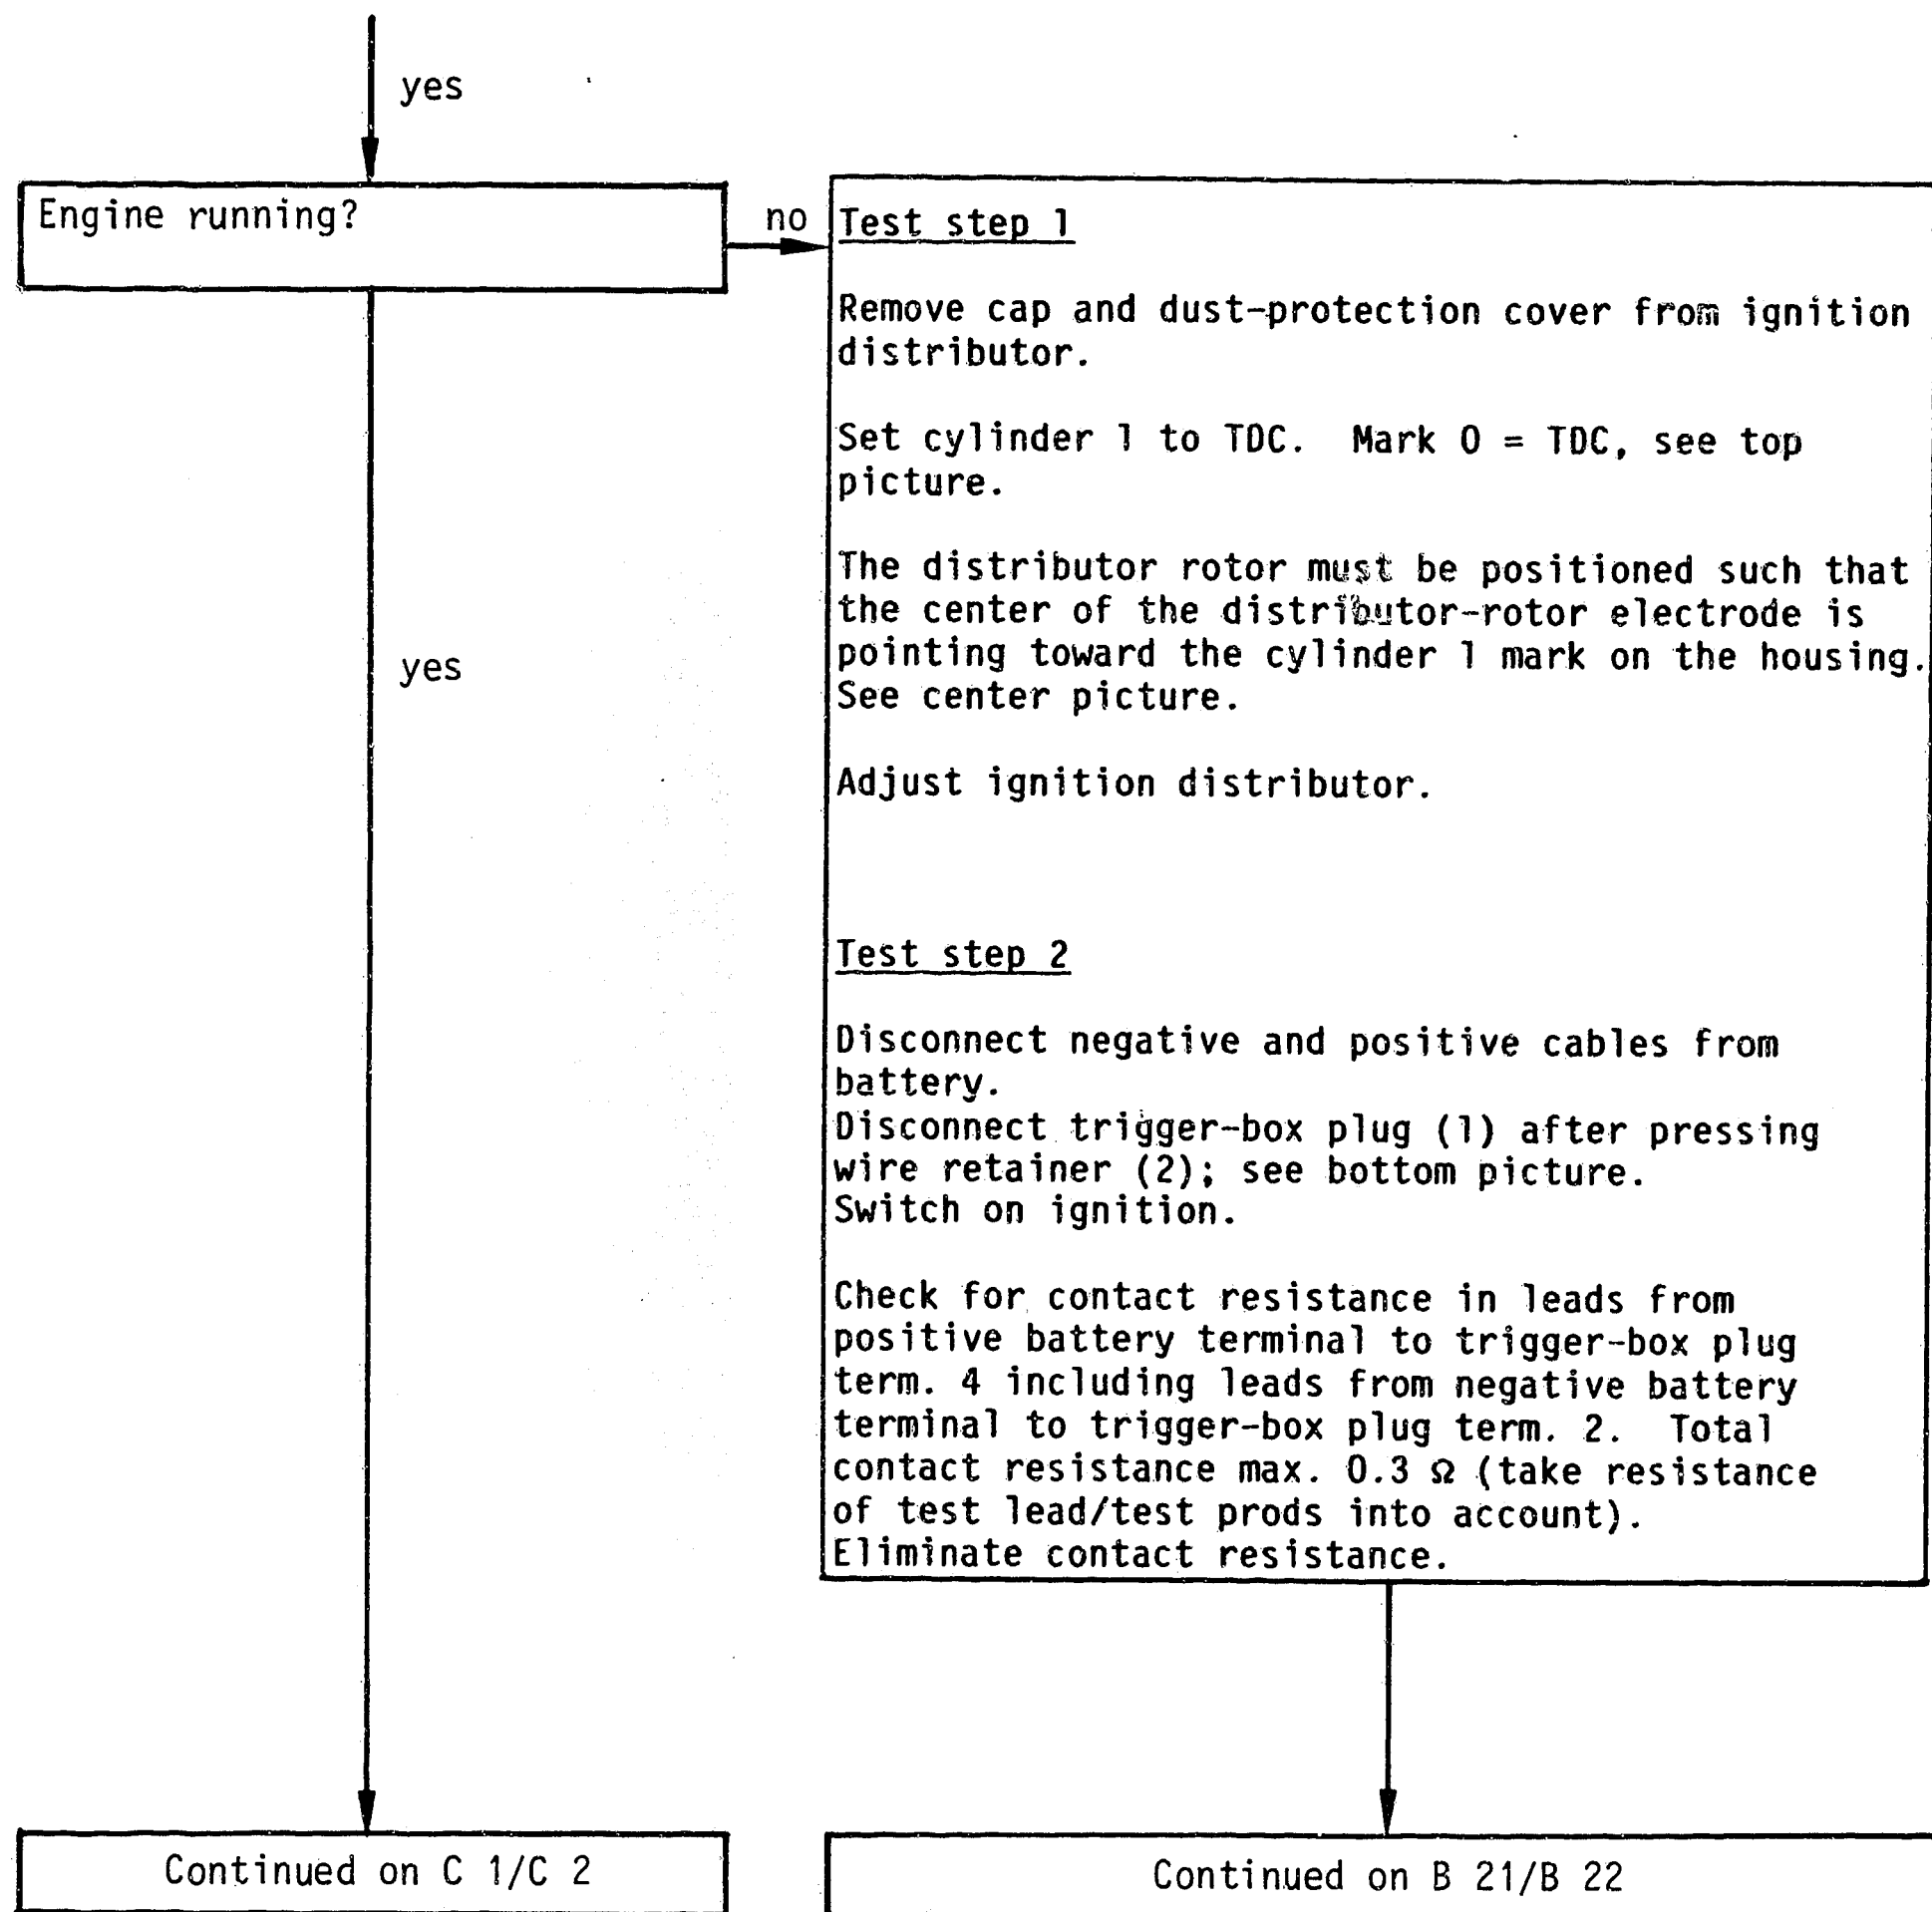 yes
Engine running?
no
yes
Test step 1
Remove cap and dust-protection cover from ignition
distributor.
Set cylinder 1 to TDC. Mark 0 = TDC, see top
picture.
The distributor rotor must be positioned such that
the center of the distributor-rotor electrode is
pointing toward the cylinder 1 mark on the housing.
See center picture.
Adjust ignition distributor.
Test step 2
Disconnect negative and positive cables from
battery.
Disconnect trigger-box plug (1) after pressing
wire retainer (2); see bottom picture.
Switch on ignition.
Check for contact resistance in leads from
positive battery terminal to trigger-box plug
term. 4 including leads from negative battery
terminal to trigger-box plug term. 2. Total
contact resistance max. 0.3 Ω (take resistance
of test lead/test prods into account).
Eliminate contact resistance.
Continued on C 1/C 2
Continued on B 21/B 22